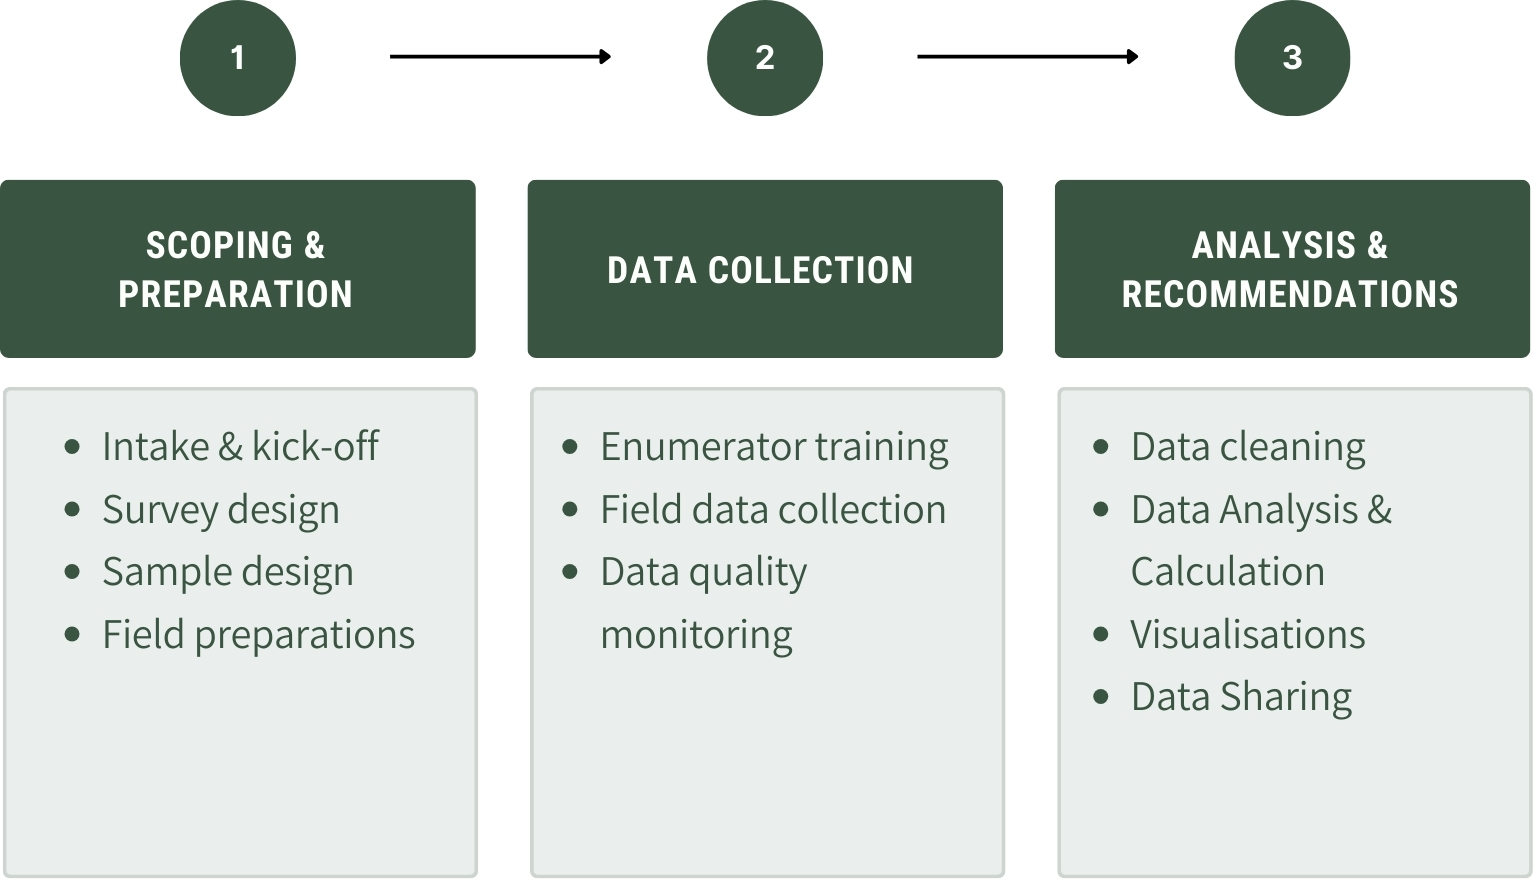 1
2
3
SCOPING &
PREPARATION
DATA COLLECTION
ANALYSIS &
RECOMMENDATIONS
• Intake & kick-off
• Survey design
• Sample design
• Field preparations
• Enumerator training
• Field data collection
• Data quality
monitoring
• Data cleaning
• Data Analysis &
Calculation
• Visualisations
• Data Sharing